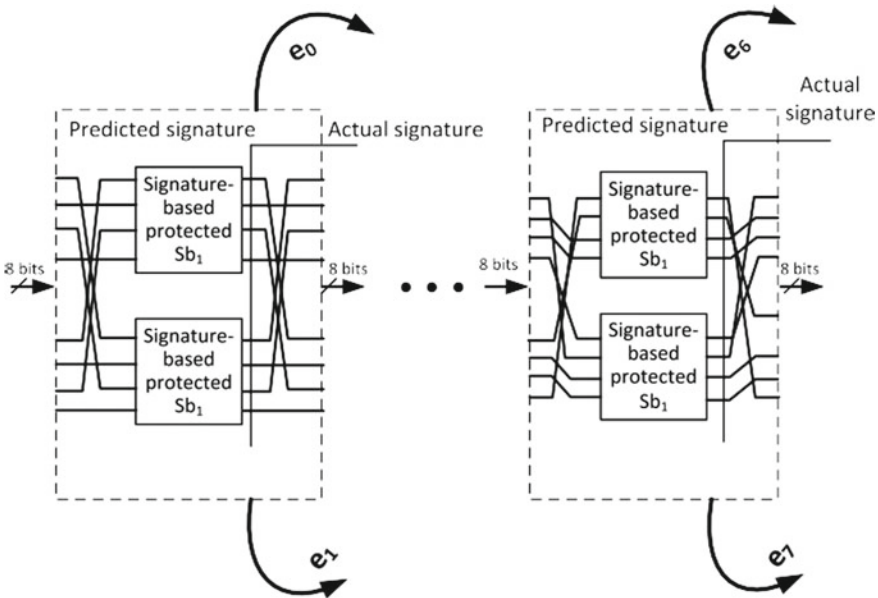 e₀
e₆
Predicted signature
Actual signature
Predicted signature
Actual
signature
Signature-
based
protected
Sb₁
Signature-
based
protected
Sb₁
8 bits
8 bits
8 bits
8 bits
Signature-
based
protected
Sb₁
Signature-
based
protected
Sb₁
e₁
e₇